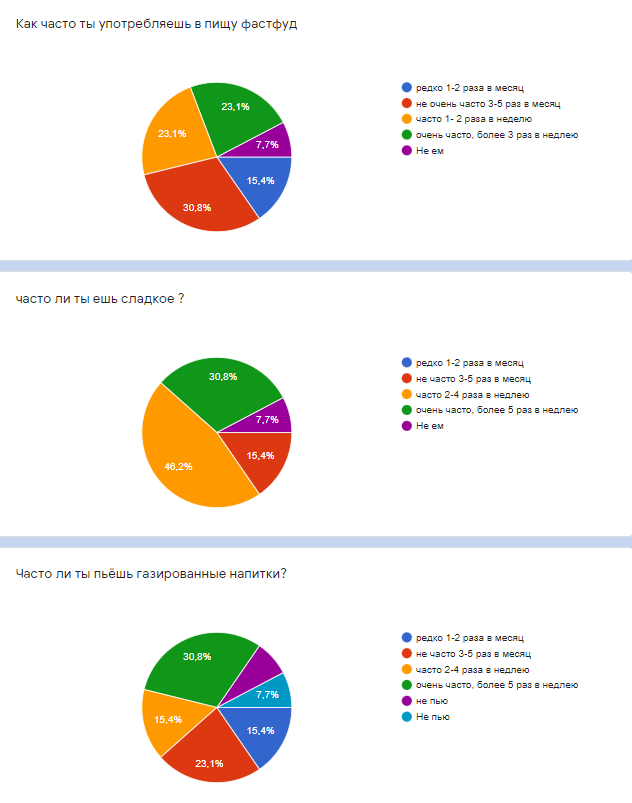 Как часто ты употребляешь в пищу фастфуд
23,1%
23,1%
7,7%
15,4%
30,8%
редко 1-2 раза в месяц
не очень часто 3-5 раз в месяц
часто 1- 2 раза в неделю
очень часто, более 3 раз в недлею
Не ем
часто ли ты ешь сладкое ?
30,8%
7,7%
15,4%
46,2%
редко 1-2 раза в месяц
не часто 3-5 раз в месяц
часто 2-4 раза в недлею
очень часто, более 5 раз в недлею
Не ем
Часто ли ты пьёшь газированные напитки?
30,8%
7,7%
15,4%
15,4%
23,1%
редко 1-2 раза в месяц
не часто 3-5 раз в месяц
часто 2-4 раза в недлею
очень часто, более 5 раз в недлею
не пью
Не пью